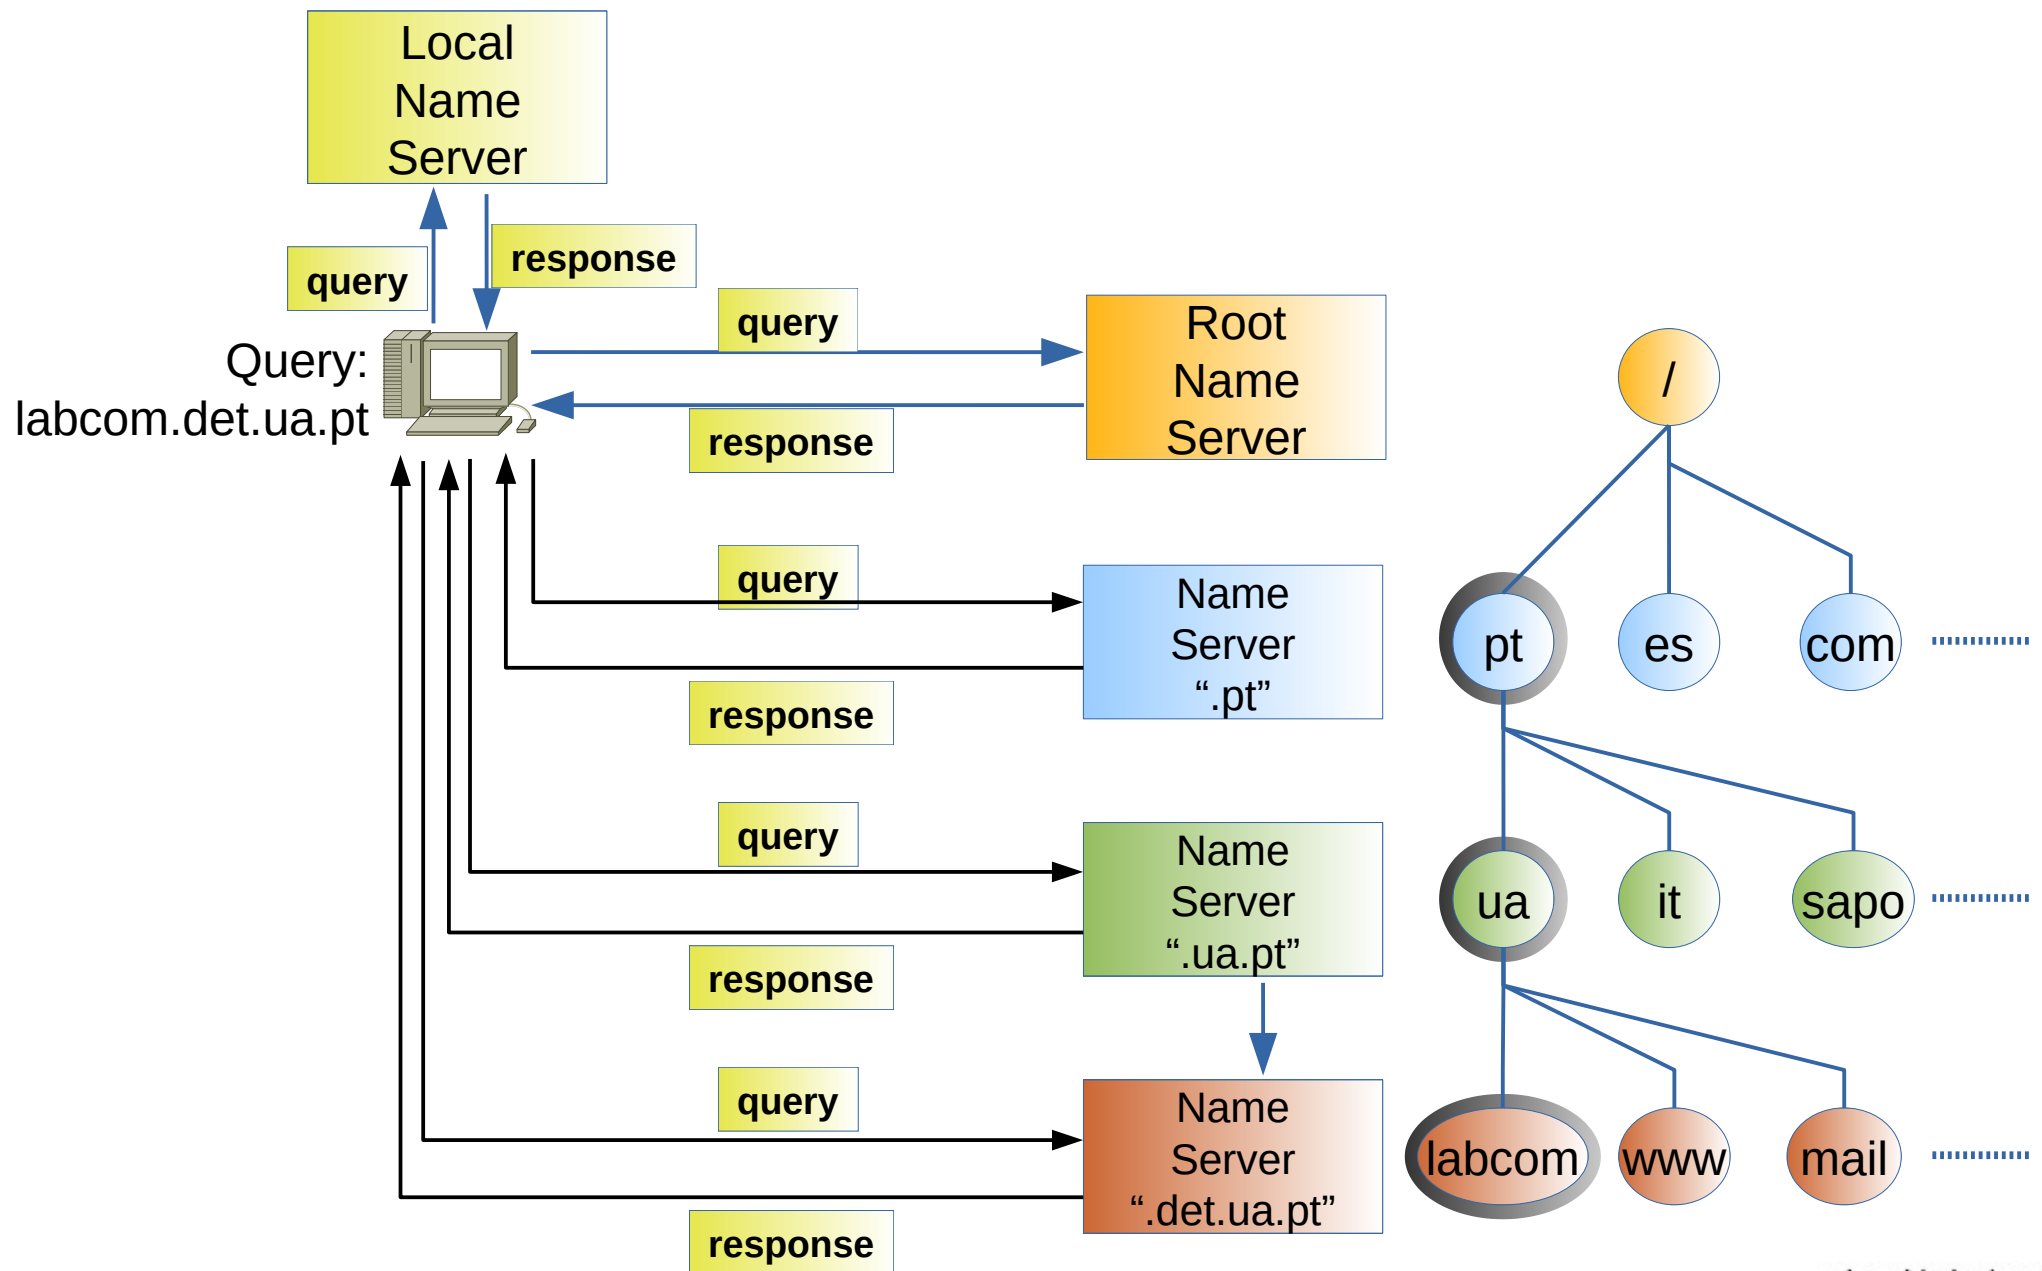 Local
Name
Server
query
response
Query:
labcom.det.ua.pt
query
response
Root
Name
Server
query
response
Name
Server
“.pt”
query
response
Name
Server
“.ua.pt”
query
response
Name
Server
“.det.ua.pt”
/
pt
es
com
ua
it
sapo
labcom
www
mail